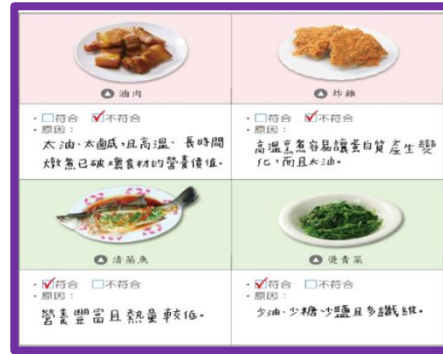 滷肉
炸雞
・□符合 ☑不符合
・原因：
太油、太鹹，且高溫、長時間
燉煮已破壞食材的營養價值。
・□符合 ☑不符合
・原因：
高溫烹煮容易讓蛋白質產生變
化，而且太油。
清蒸魚
燙青菜
・☑符合 □不符合
・原因：
營養豐富且熱量較低。
・☑符合 □不符合
・原因：
少油、少糖、少鹽且多纖維。